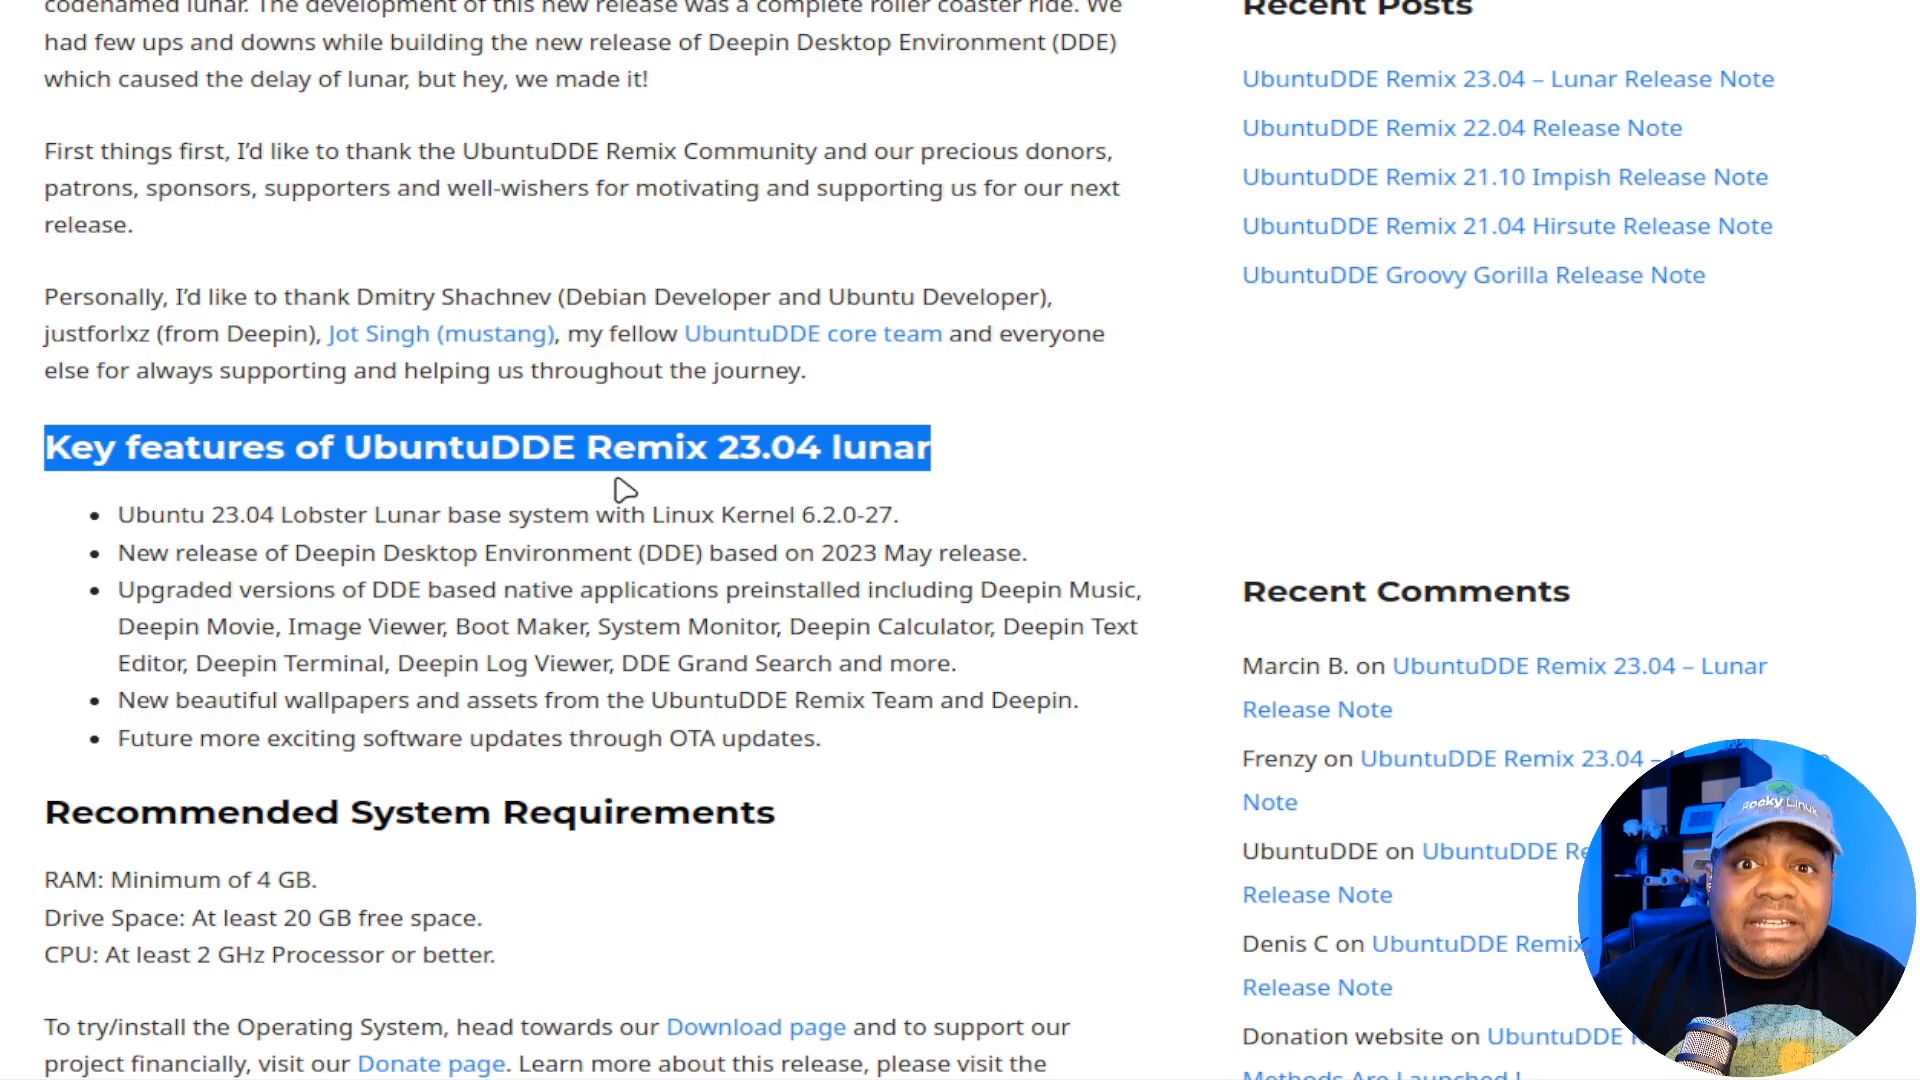 codenamed lunar. The development of this new release was a complete roller coaster ride. We
had few ups and downs while building the new release of Deepin Desktop Environment (DDE)
which caused the delay of lunar, but hey, we made it!
First things first, I'd like to thank the UbuntuDDE Remix Community and our precious donors,
patrons, sponsors, supporters and well-wishers for motivating and supporting us for our next
release.
Personally, I'd like to thank Dmitry Shachnev (Debian Developer and Ubuntu Developer),
justforlxz (from Deepin), Jot Singh (mustang), my fellow UbuntuDDE core team and everyone
else for always supporting and helping us throughout the journey.
Key features of UbuntuDDE Remix 23.04 lunar
• Ubuntu 23.04 Lobster Lunar base system with Linux Kernel 6.2.0-27.
• New release of Deepin Desktop Environment (DDE) based on 2023 May release.
• Upgraded versions of DDE based native applications preinstalled including Deepin Music,
Deepin Movie, Image Viewer, Boot Maker, System Monitor, Deepin Calculator, Deepin Text
Editor, Deepin Terminal, Deepin Log Viewer, DDE Grand Search and more.
• New beautiful wallpapers and assets from the UbuntuDDE Remix Team and Deepin.
• Future more exciting software updates through OTA updates.
Recommended System Requirements
RAM: Minimum of 4 GB.
Drive Space: At least 20 GB free space.
CPU: At least 2 GHz Processor or better.
To try/install the Operating System, head towards our Download page and to support our
project financially, visit our Donate page. Learn more about this release, please visit the
Recent Posts
UbuntuDDE Remix 23.04 – Lunar Release Note
UbuntuDDE Remix 22.04 Release Note
UbuntuDDE Remix 21.10 Impish Release Note
UbuntuDDE Remix 21.04 Hirsute Release Note
UbuntuDDE Groovy Gorilla Release Note
Recent Comments
Marcin B. on UbuntuDDE Remix 23.04 – Lunar
Release Note
Frenzy on UbuntuDDE Remix 23.04 –
Note
UbuntuDDE on UbuntuDDE
Release Note
Denis C on UbuntuDDE Remix
Release Note
Donation website on UbuntuDDE
Methods Are Launched !
Rocky Linux